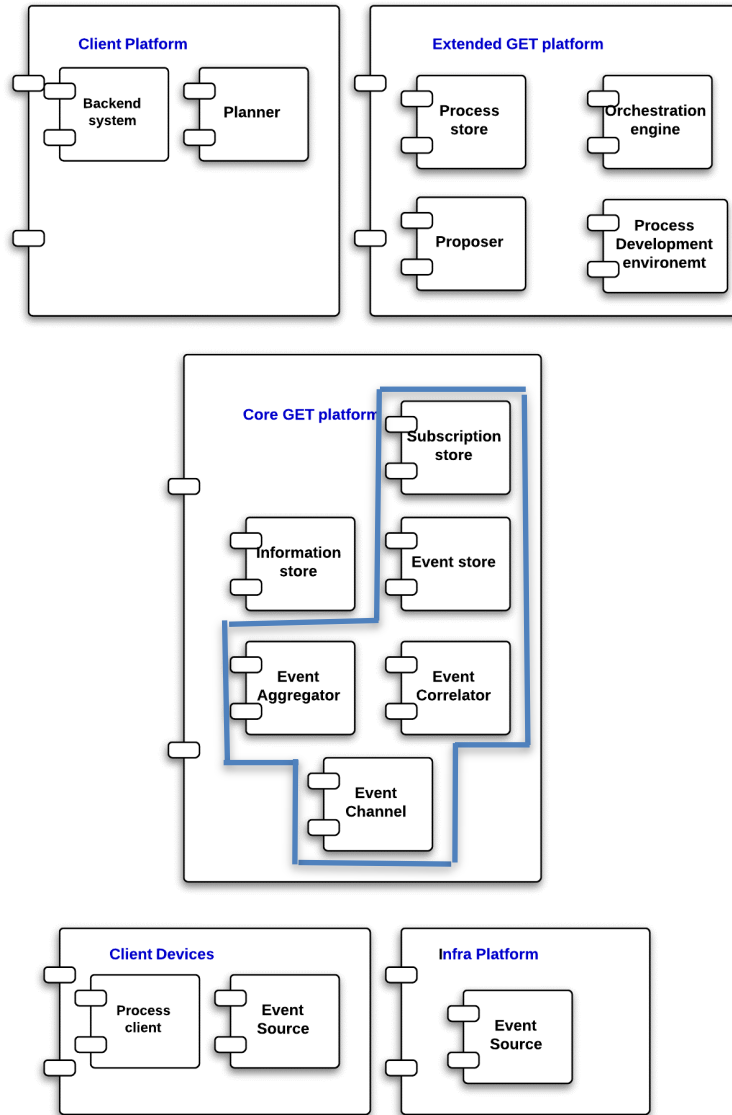 Client Platform
Backend
system
Planner
Extended GET platform
Process
store
Orchestration
engine
Proposer
Process
Development
environemt
Core GET platform
Subscription
store
Information
store
Event store
Event
Aggregator
Event
Correlator
Event
Channel
Client Devices
Process
client
Event
Source
Infra Platform
Event
Source